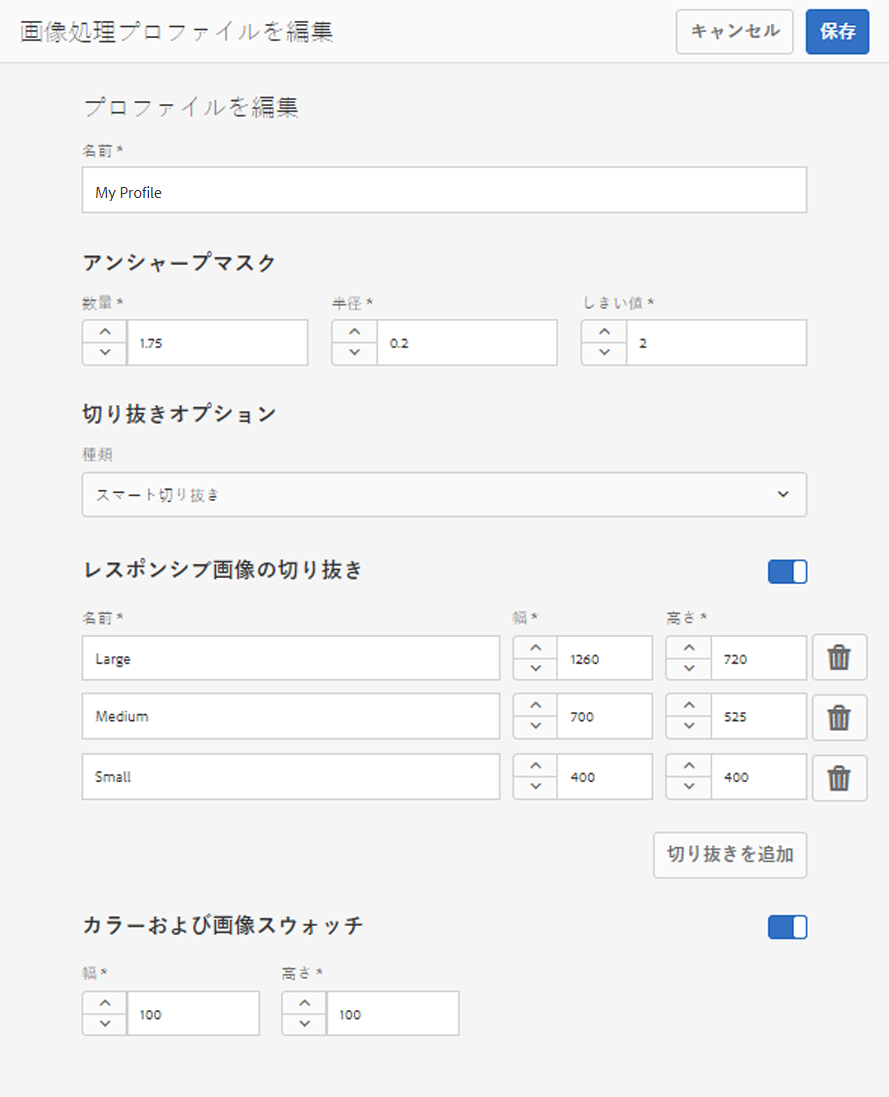 画像処理プロファイルを編集 キャンセル 保存
プロファイルを編集
名前 *
My Profile
アンシャープマスク
数量 * 半径 * しきい値 *
1.75 0.2 2
切り抜きオプション
種類
スマート切り抜き
レスポンシブ画像の切り抜き
名前 * 幅 * 高さ *
Large 1260 720
Medium 700 525
Small 400 400
切り抜きを追加
カラーおよび画像スウォッチ
幅 * 高さ *
100 100